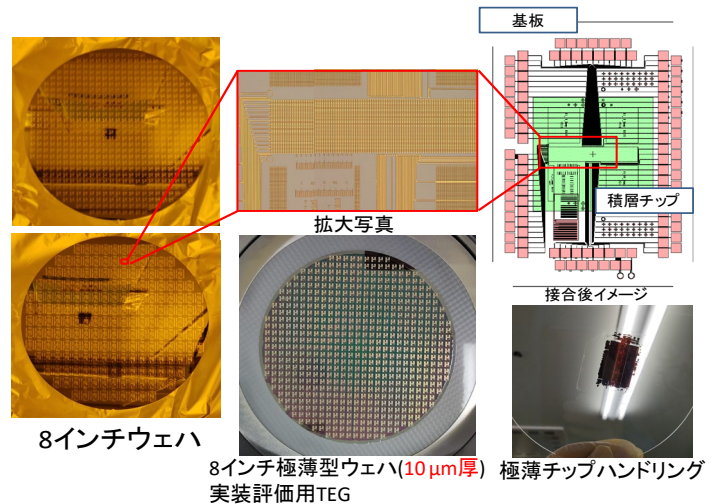 基板
積層チップ
拡大写真
接合後イメージ
8インチウェハ
8インチ極薄型ウェハ(10 μm厚)
実装評価用TEG
極薄チップハンドリング